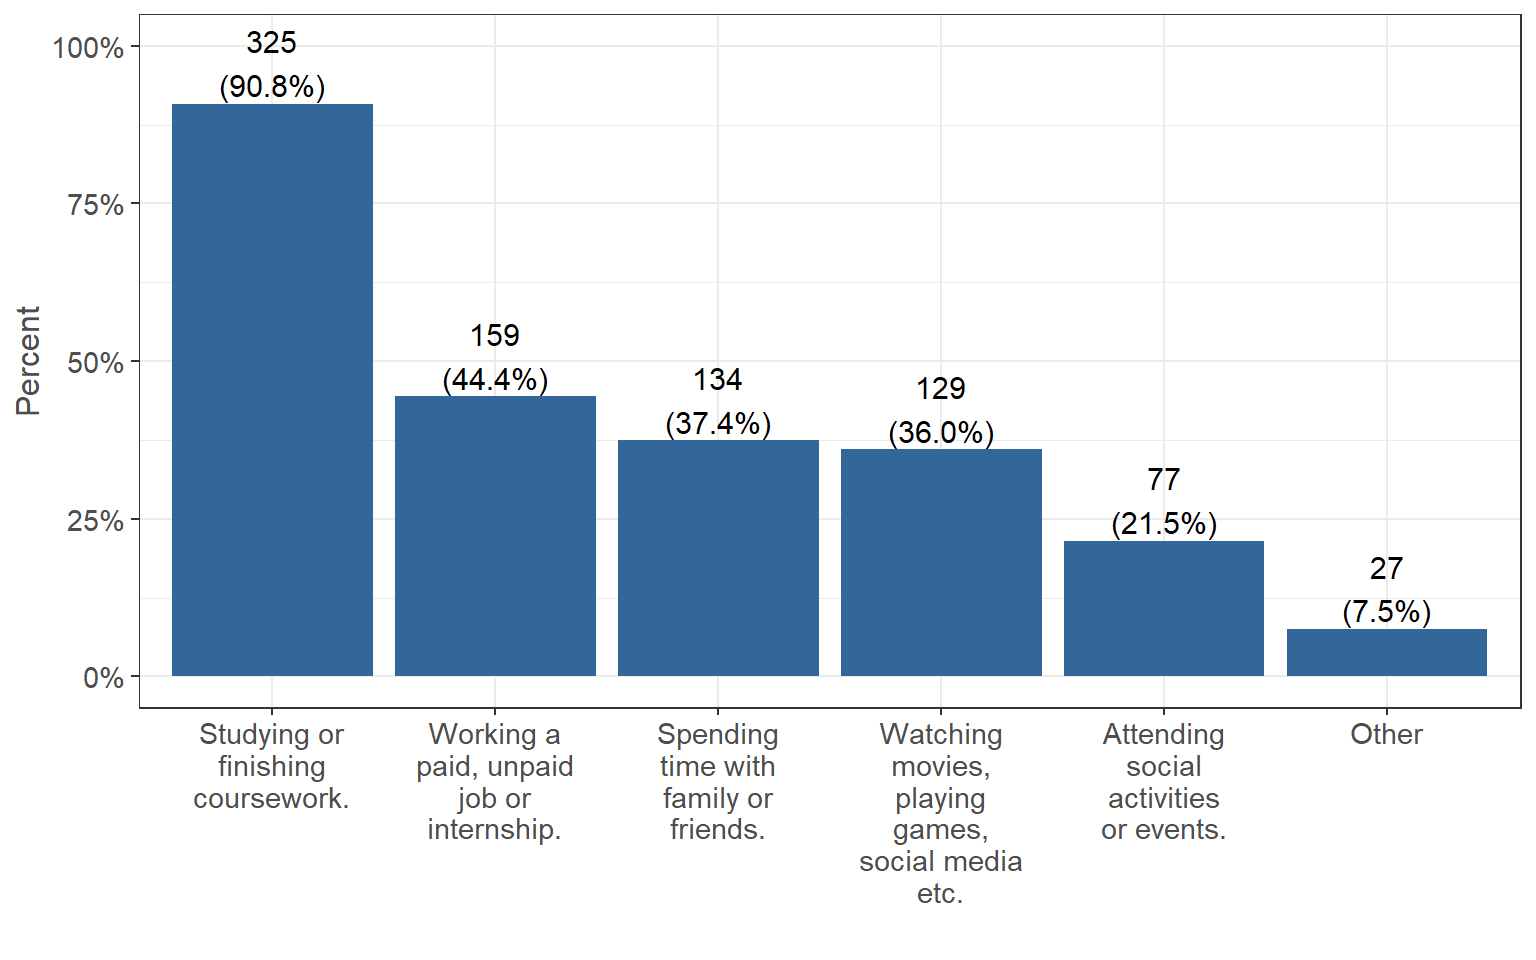 Percent
100%
75%
50%
25%
0%
325
(90.8%)
159
(44.4%)
134
(37.4%)
129
(36.0%)
77
(21.5%)
27
(7.5%)
Studying or
finishing
coursework.
Working a
paid, unpaid
job or
internship.
Spending
time with
family or
friends.
Watching
movies,
playing
games,
social media
etc.
Attending
social
activities
or events.
Other